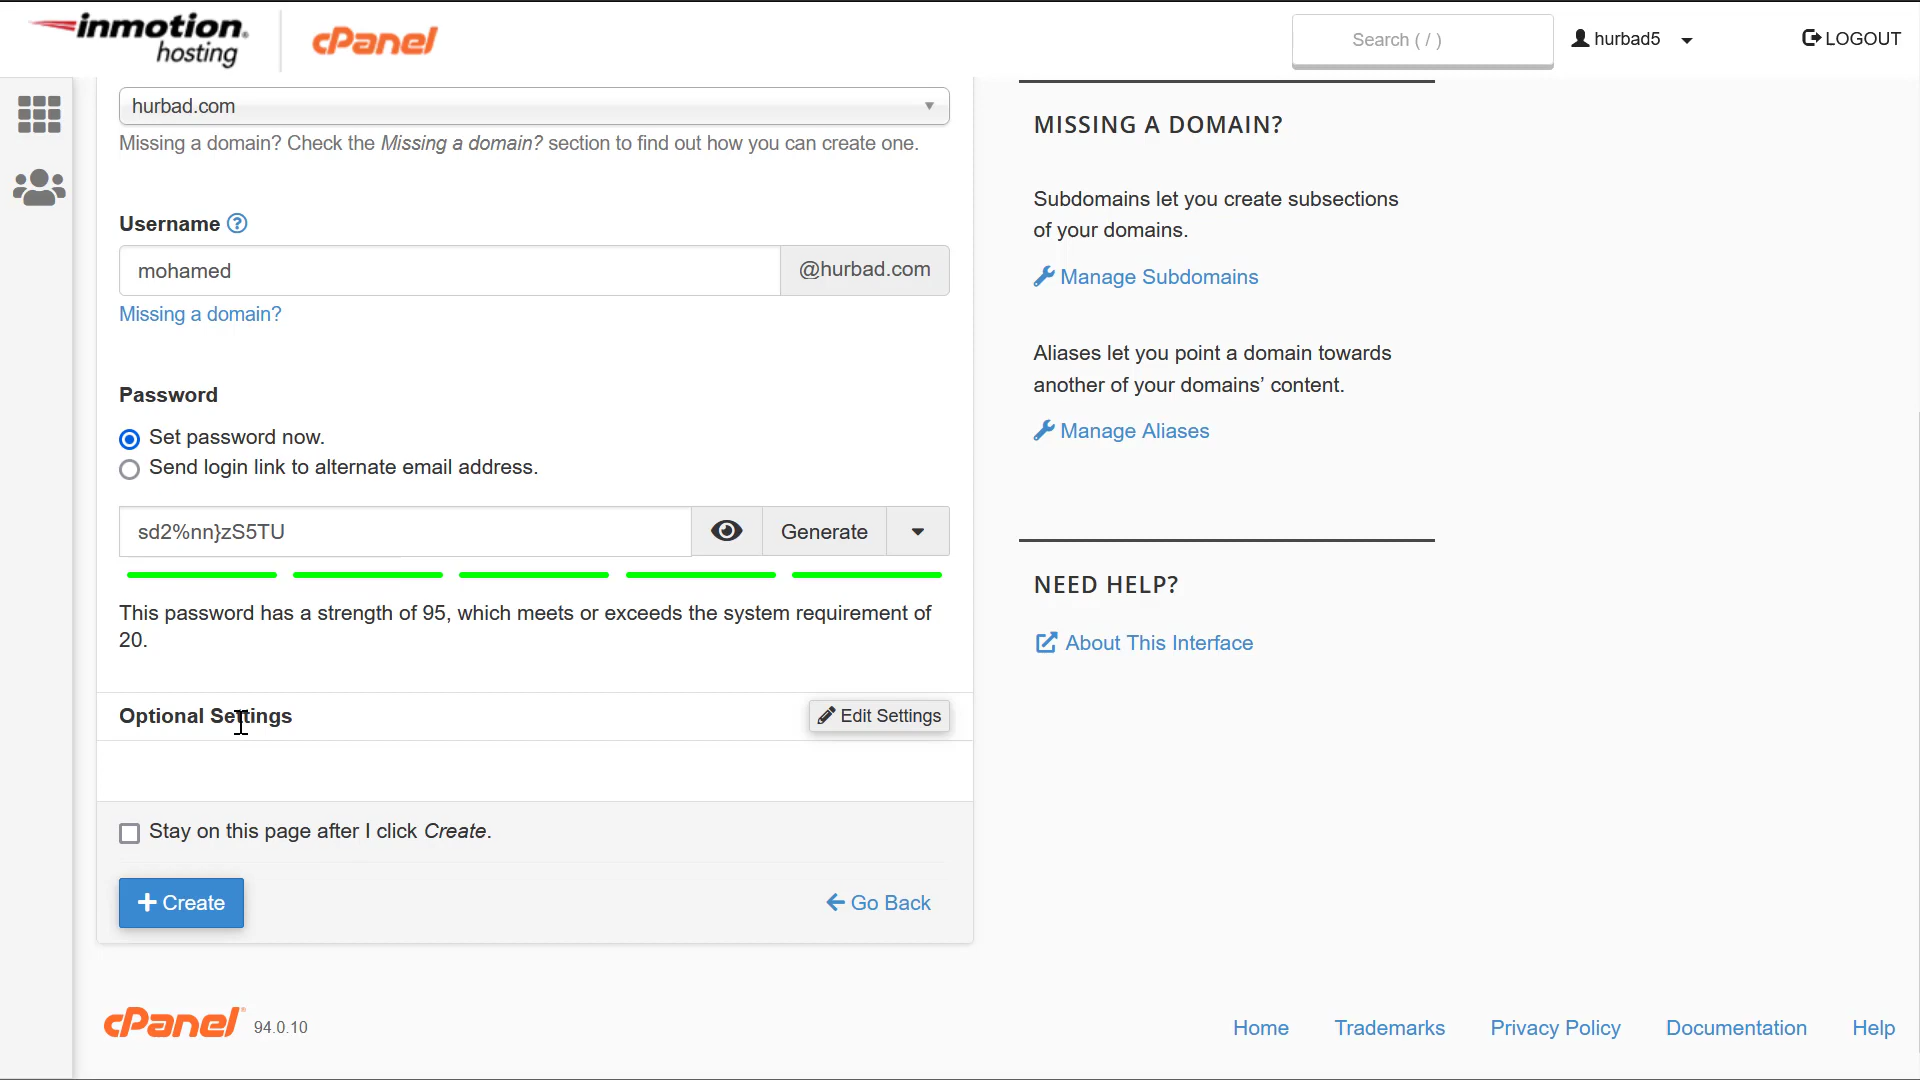 inmotion hosting
cPanel
Search ( / )
hurbad5
LOGOUT
hurbad.com
Missing a domain? Check the Missing a domain? section to find out how you can create one.
Username
mohamed
@hurbad.com
Missing a domain?
Password
Set password now.
Send login link to alternate email address.
sd2%nn}zS5TU
Generate
This password has a strength of 95, which meets or exceeds the system requirement of
20.
Optional Settings
Edit Settings
Stay on this page after I click Create.
Create
Go Back
MISSING A DOMAIN?
Subdomains let you create subsections
of your domains.
Manage Subdomains
Aliases let you point a domain towards
another of your domains’ content.
Manage Aliases
NEED HELP?
About This Interface
cPanel 94.0.10
Home
Trademarks
Privacy Policy
Documentation
Help